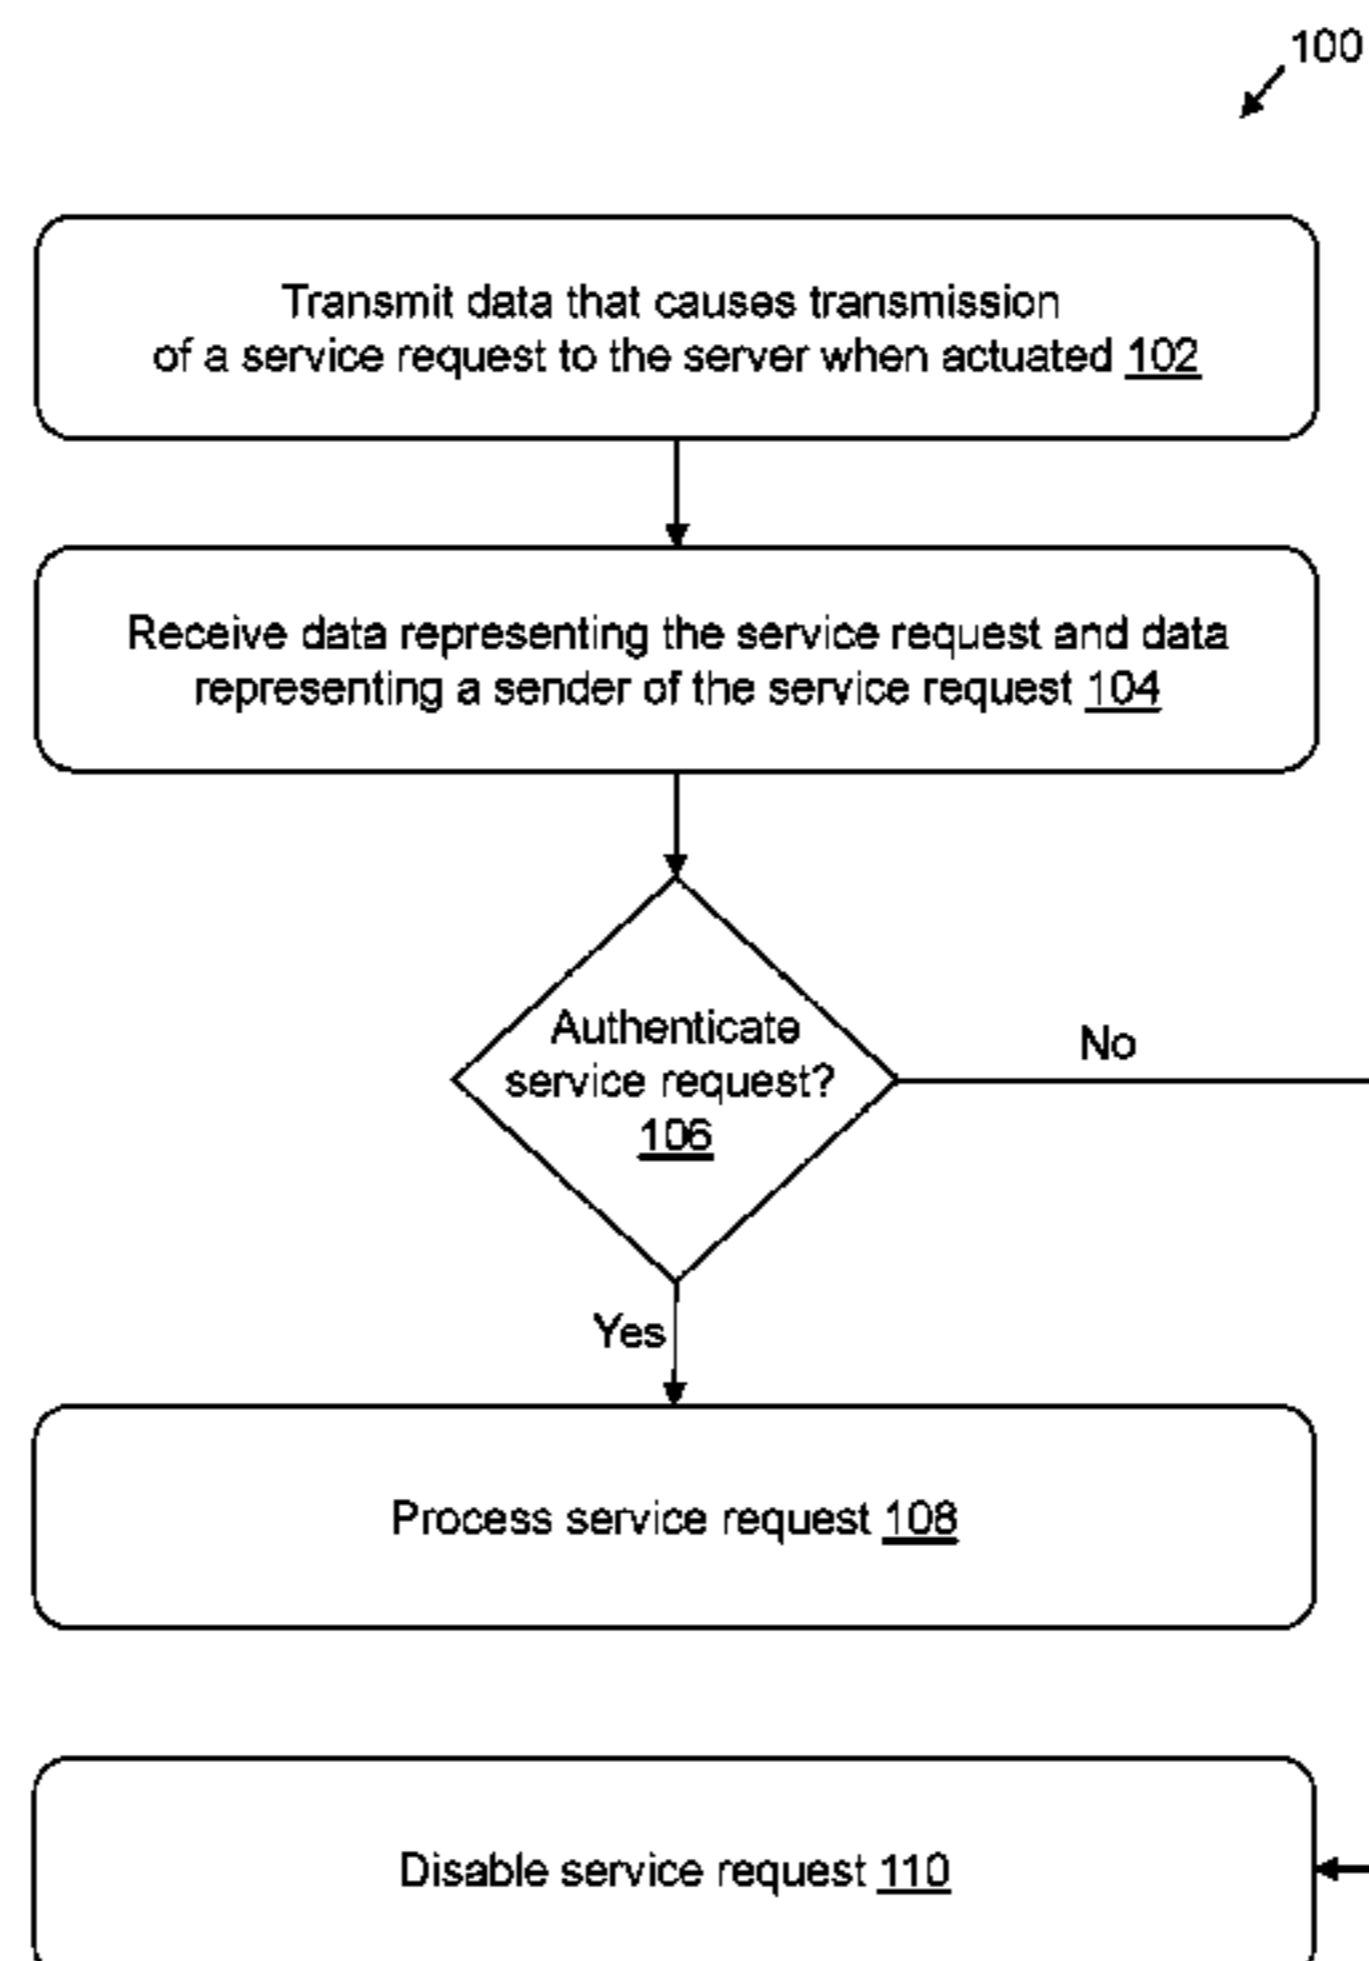 100
Transmit data that causes transmission
of a service request to the server when actuated 102
Receive data representing the service request and data
representing a sender of the service request 104
Authenticate
service request?
106
No
Yes
Process service request 108
Disable service request 110